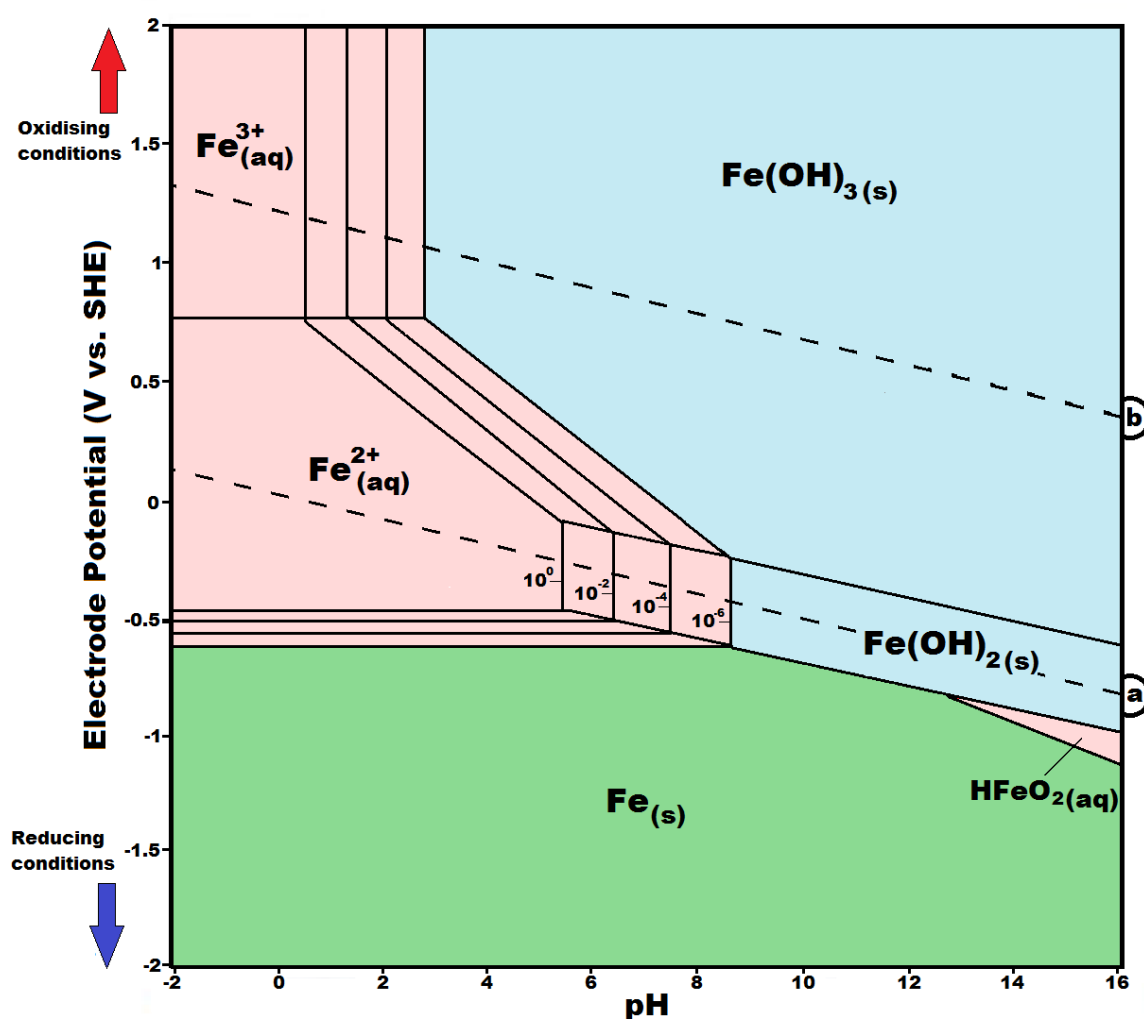 2
Oxidising
conditions
1.5
Fe3+(aq)
Fe(OH)3(s)
1
Electrode Potential (V vs. SHE)
0.5
b
Fe2+(aq)
0
10^0
10^-2
10^-4
10^-6
-0.5
Fe(OH)2(s)
a
-1
HFeO2(aq)
Fe(s)
Reducing
conditions
-1.5
-2
-2 0 2 4 6 8 10 12 14 16
pH